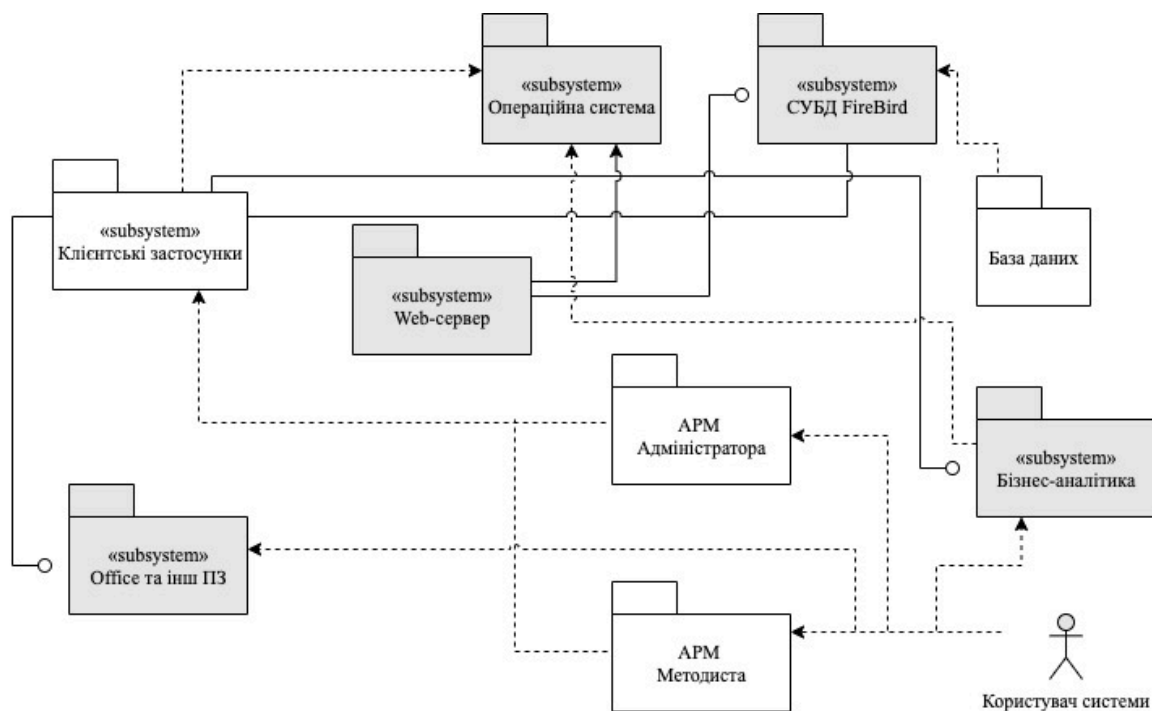 «subsystem»
Операційна система
«subsystem»
СУБД FireBird
«subsystem»
Клієнтські застосунки
База даних
«subsystem»
Web-сервер
АРМ
Адміністратора
«subsystem»
Бізнес-аналітика
«subsystem»
Office та інш ПЗ
АРМ
Методиста
Користувач системи